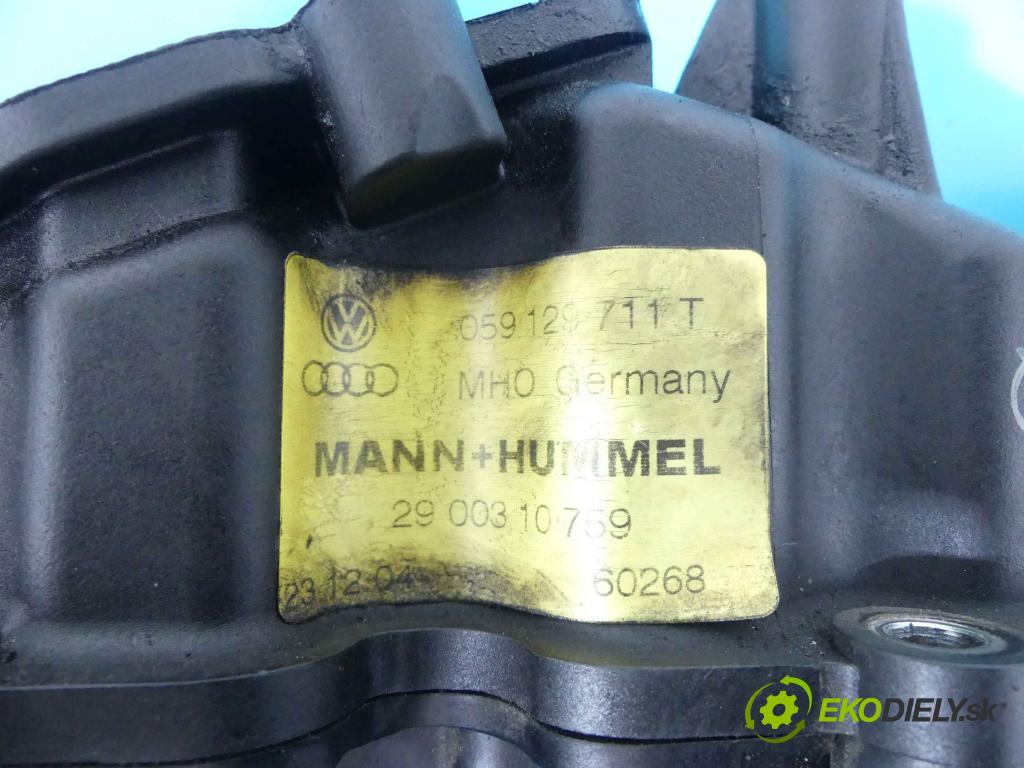 059 129 711 T
MHO Germany
MANN+HUMMEL
29 003 10 759
23 12 04 60268
EKODIELY.sk